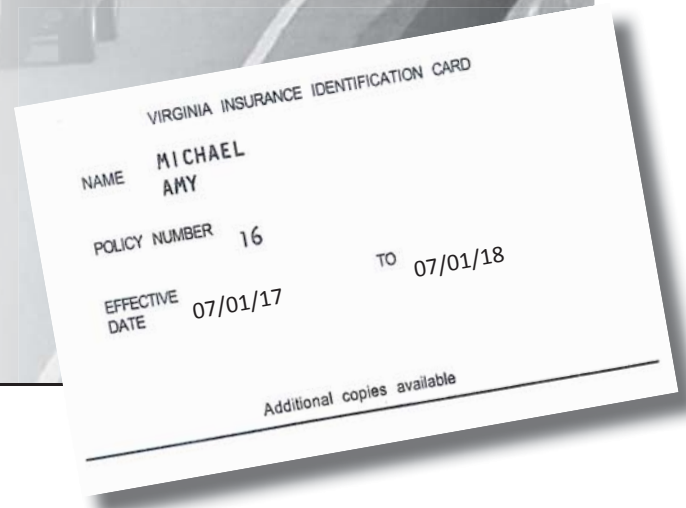 VIRGINIA INSURANCE IDENTIFICATION CARD
NAME MICHAEL
AMY
POLICY NUMBER 16
EFFECTIVE DATE 07/01/17 TO 07/01/18
Additional copies available